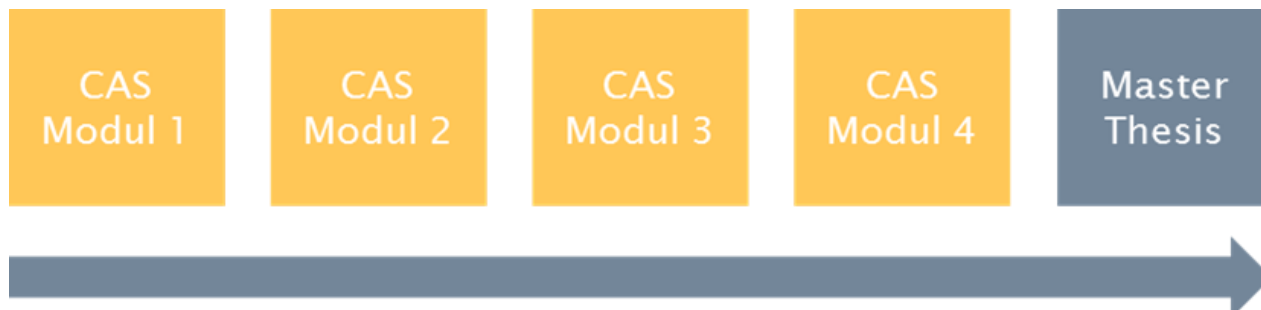 CAS
Modul 1
CAS
Modul 2
CAS
Modul 3
CAS
Modul 4
Master
Thesis